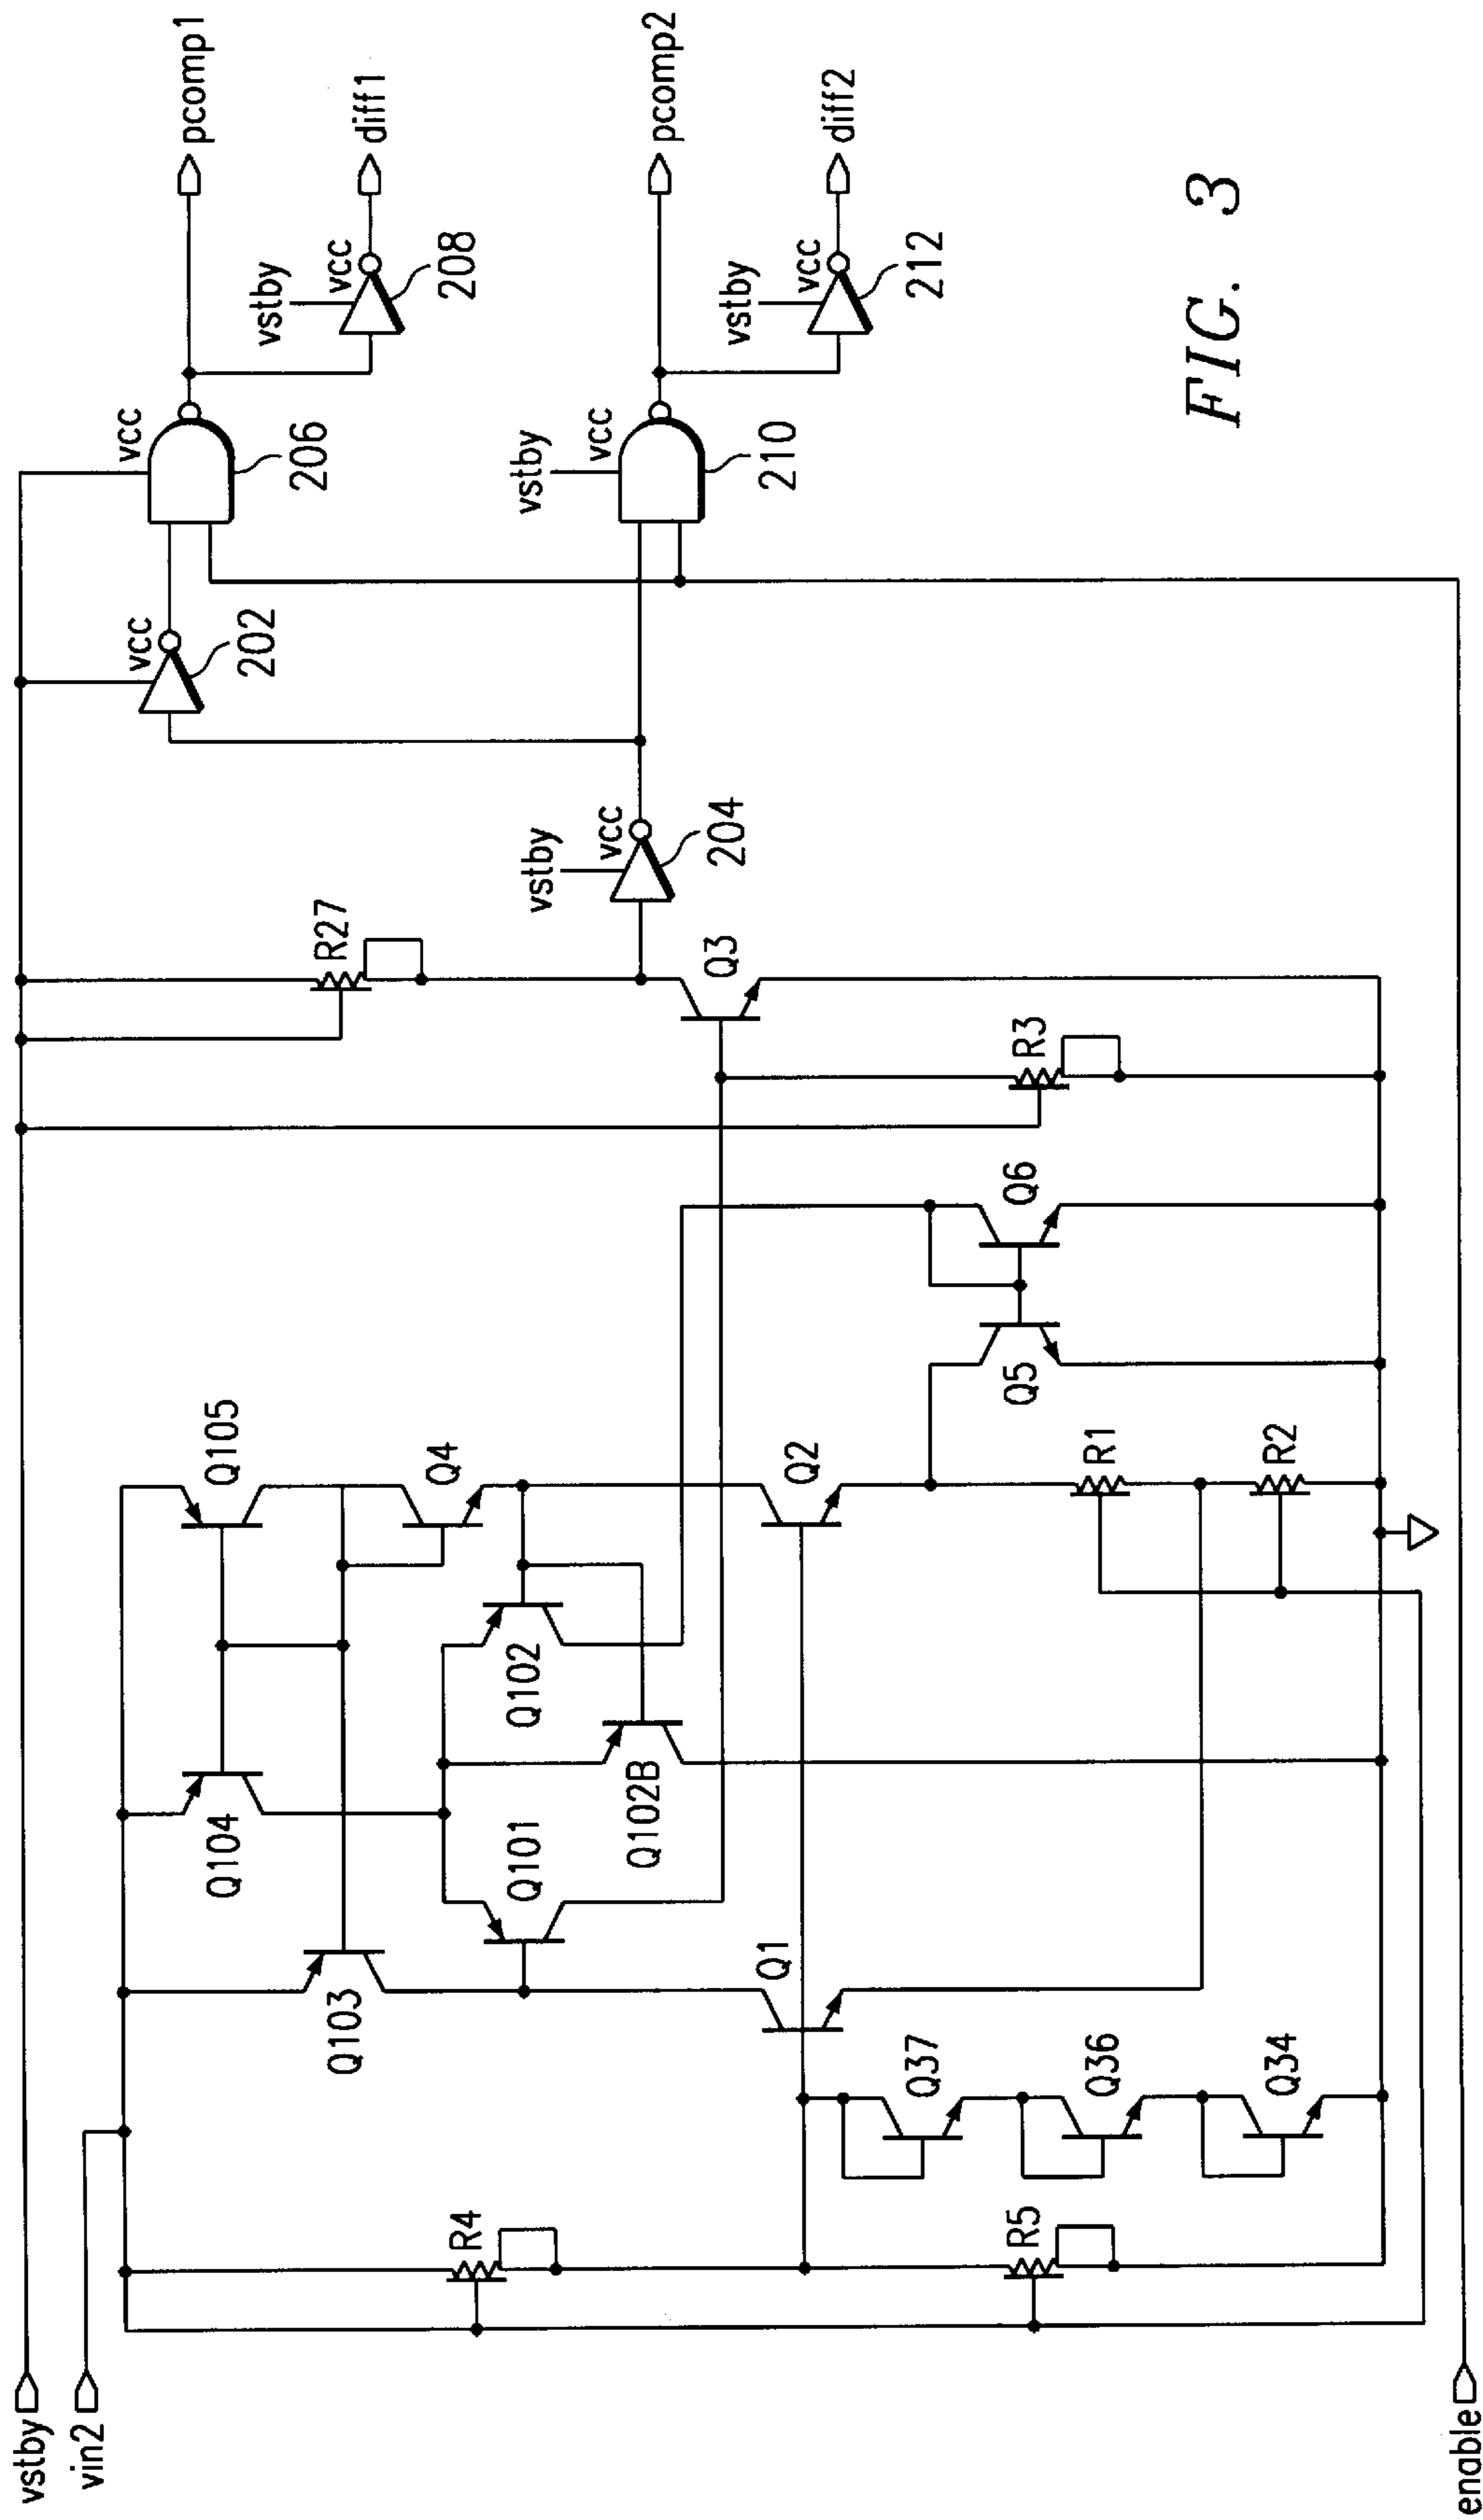 vstby
vin2
enable
R4
R5
Q37
Q36
Q34
Q103
Q104
Q105
Q101
Q102B
Q102
Q4
Q1
Q2
R1
R2
Q5
Q6
R3
R27
Q3
vstby
vcc
204
vcc
202
vcc
206
vstby
vcc
210
vstby
vcc
208
vstby
vcc
212
pcomp1
diff1
pcomp2
diff2
FIG. 3